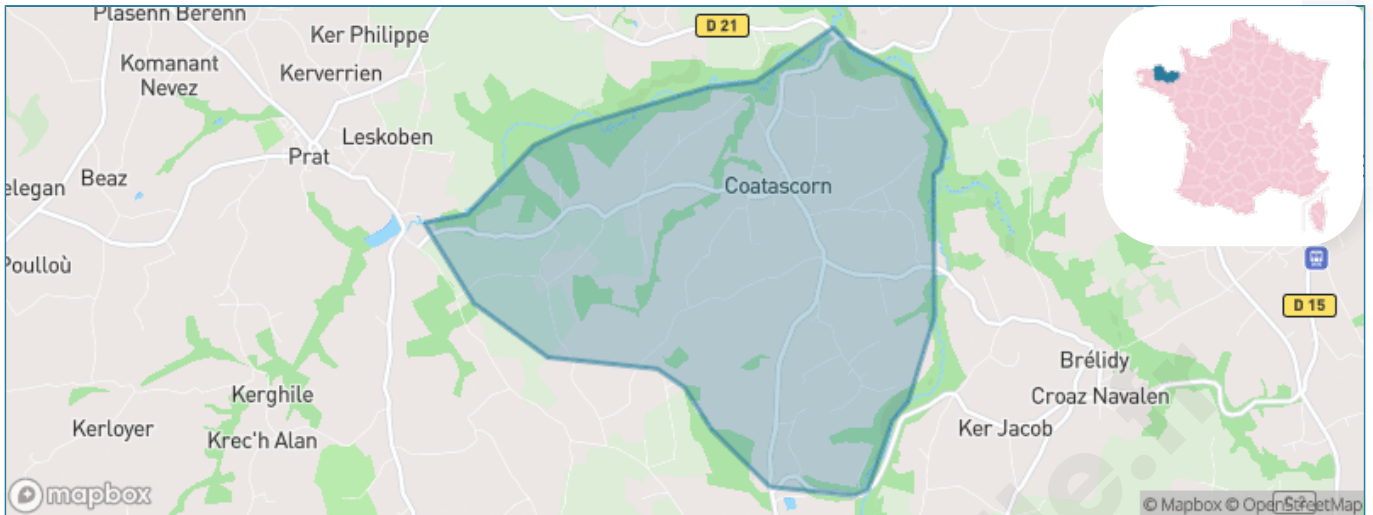 Plasenn Berenn
Ker Philippe
D 21
Komanant
Nevez
Kerverrien
Leskoben
Prat
Beaz
elegan
Coatascorn
Poulloù
D 15
Brélidy
Kerghile
Croaz Navalen
Kerloyer
Krec'h Alan
Ker Jacob
mapbox
© Mapbox © OpenStreetMap